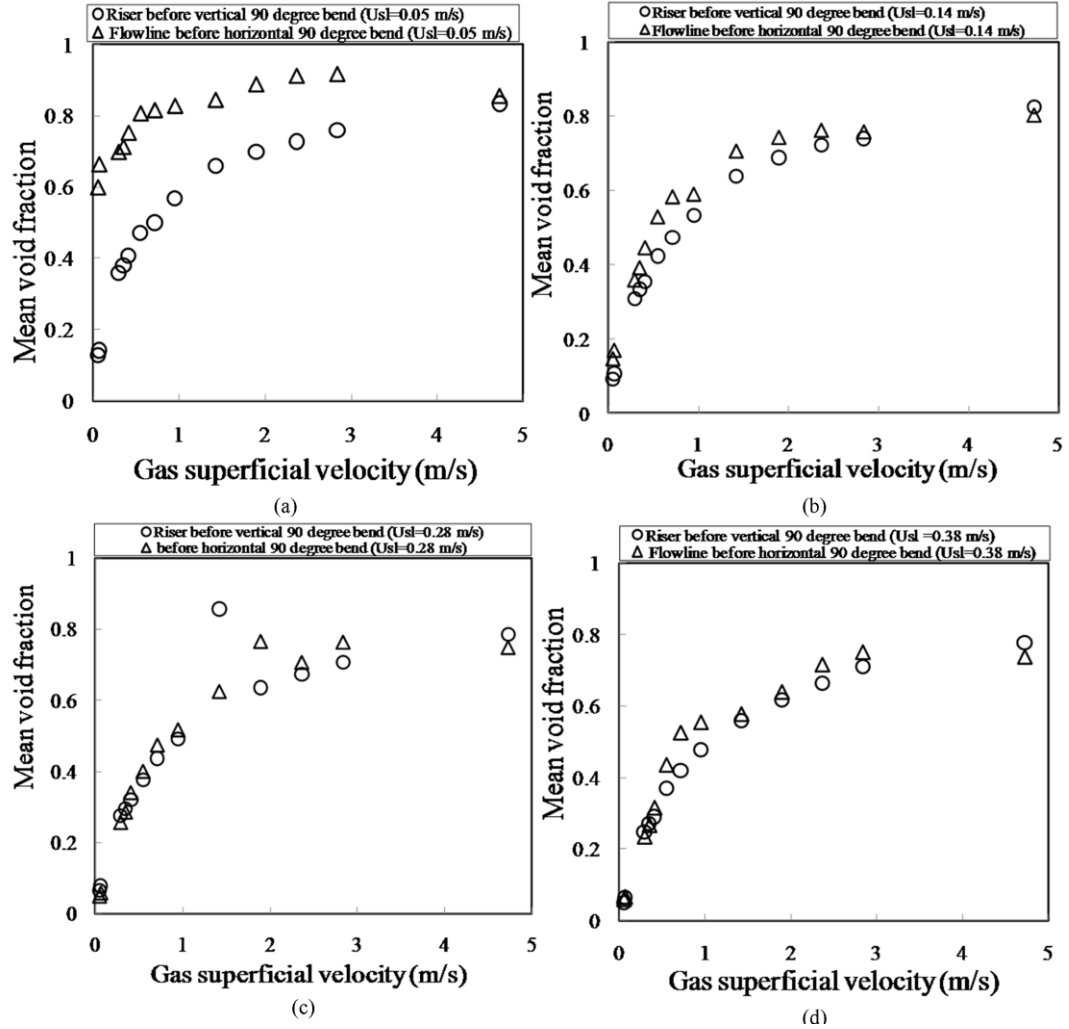 Riser before vertical 90 degree bend (Usl=0.05 m/s)
Flowline before horizontal 90 degree bend (Usl=0.05 m/s)
1
0.8
0.6
0.4
0.2
0
Mean void fraction
0 1 2 3 4 5
Gas superficial velocity (m/s)
(a)
Riser before vertical 90 degree bend (Usl=0.14 m/s)
Flowline before horizontal 90 degree bend (Usl=0.14 m/s)
1
0.8
0.6
0.4
0.2
0
Mean void fraction
0 1 2 3 4 5
Gas superficial velocity (m/s)
(b)
Riser before vertical 90 degree bend (Usl=0.28 m/s)
before horizontal 90 degree bend (Usl=0.28 m/s)
1
0.8
0.6
0.4
0.2
0
Mean void fraction
0 1 2 3 4 5
Gas superficial velocity (m/s)
(c)
Riser before vertical 90 degree bend (Usl =0.38 m/s)
Flowline before horizontal 90 degree bend (Usl=0.38 m/s)
1
0.8
0.6
0.4
0.2
0
Mean void fraction
0 1 2 3 4 5
Gas superficial velocity (m/s)
(d)